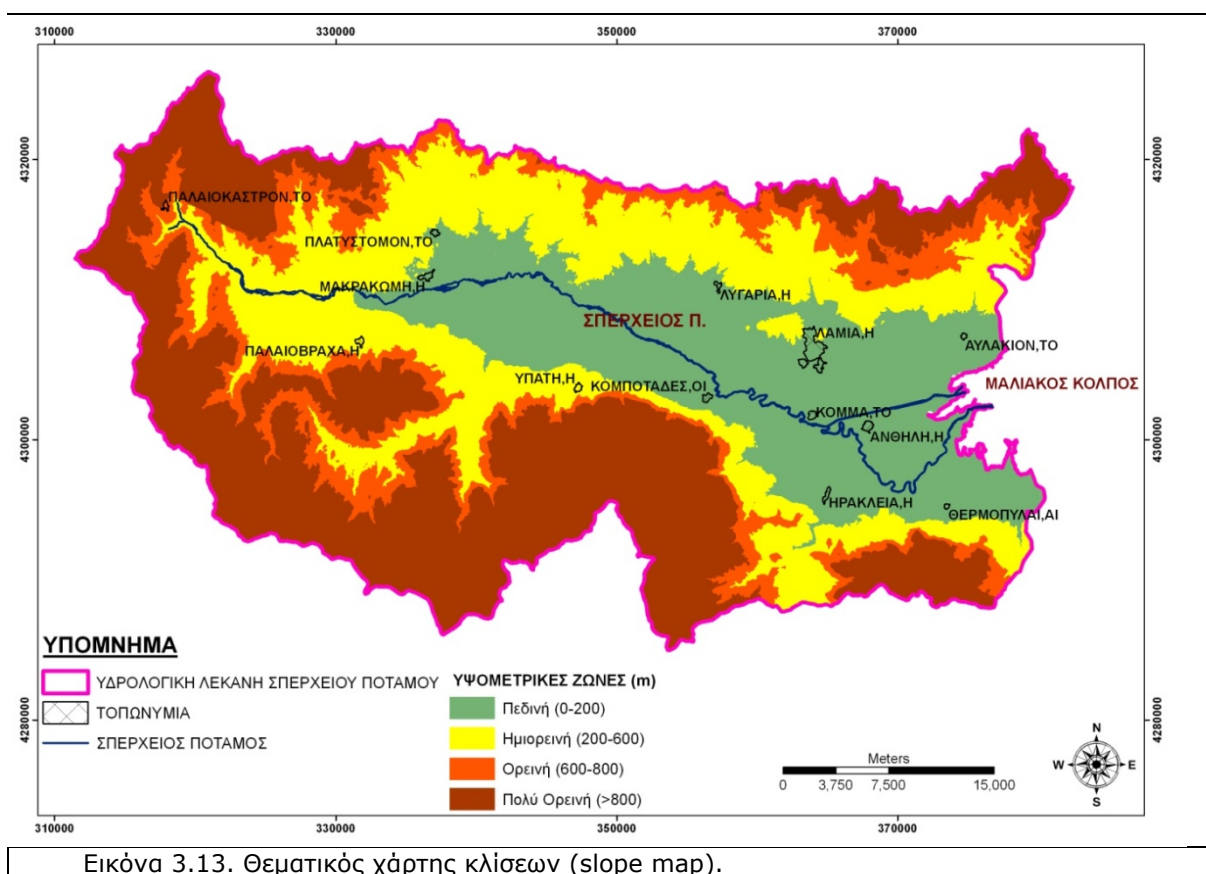 310000 330000 350000 370000
4320000 4320000
ΠΑΛΑΙΟΚΑΣΤΡΟΝ,ΤΟ
ΠΛΑΤΥΣΤΟΜΟΝ,ΤΟ
ΜΑΚΡΑΚΩΜΗ,Η
ΛΥΓΑΡΙΑ,Η
ΣΠΕΡΧΕΙΟΣ Π.
ΛΑΜΙΑ,Η
ΑΥΛΑΚΙΟΝ,ΤΟ
ΠΑΛΑΙΟΒΡΑΧΑ,Η
ΥΠΑΤΗ,Η
ΚΟΜΠΟΤΑΔΕΣ,ΟΙ
ΜΑΛΙΑΚΟΣ ΚΟΛΠΟΣ
ΚΟΜΜΑ,ΤΟ
ΑΝΘΗΛΗ,Η
4300000 4300000
ΗΡΑΚΛΕΙΑ,Η
ΘΕΡΜΟΠΥΛΑΙ,ΑΙ
ΥΠΟΜΝΗΜΑ
ΥΔΡΟΛΟΓΙΚΗ ΛΕΚΑΝΗ ΣΠΕΡΧΕΙΟΥ ΠΟΤΑΜΟΥ
ΤΟΠΩΝΥΜΙΑ
ΣΠΕΡΧΕΙΟΣ ΠΟΤΑΜΟΣ
ΥΨΟΜΕΤΡΙΚΕΣ ΖΩΝΕΣ (m)
Πεδινή (0-200)
Ημιορεινή (200-600)
Ορεινή (600-800)
Πολύ Ορεινή (>800)
4280000 4280000
Meters
0 3,750 7,500 15,000
N
W E
S
310000 330000 350000 370000
Εικόνα 3.13. Θεματικός χάρτης κλίσεων (slope map).